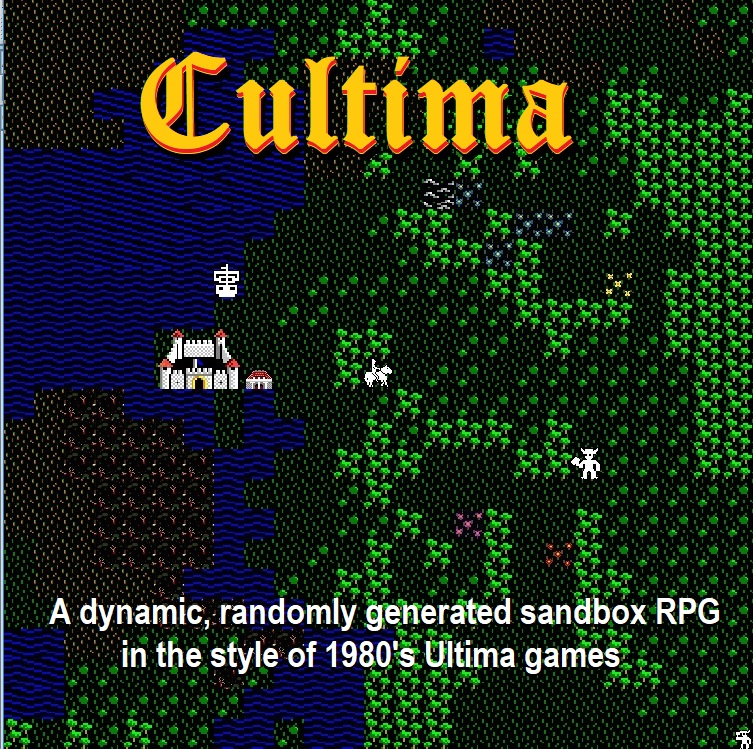 Cultima
A dynamic, randomly generated sandbox RPG
in the style of 1980's Ultima games